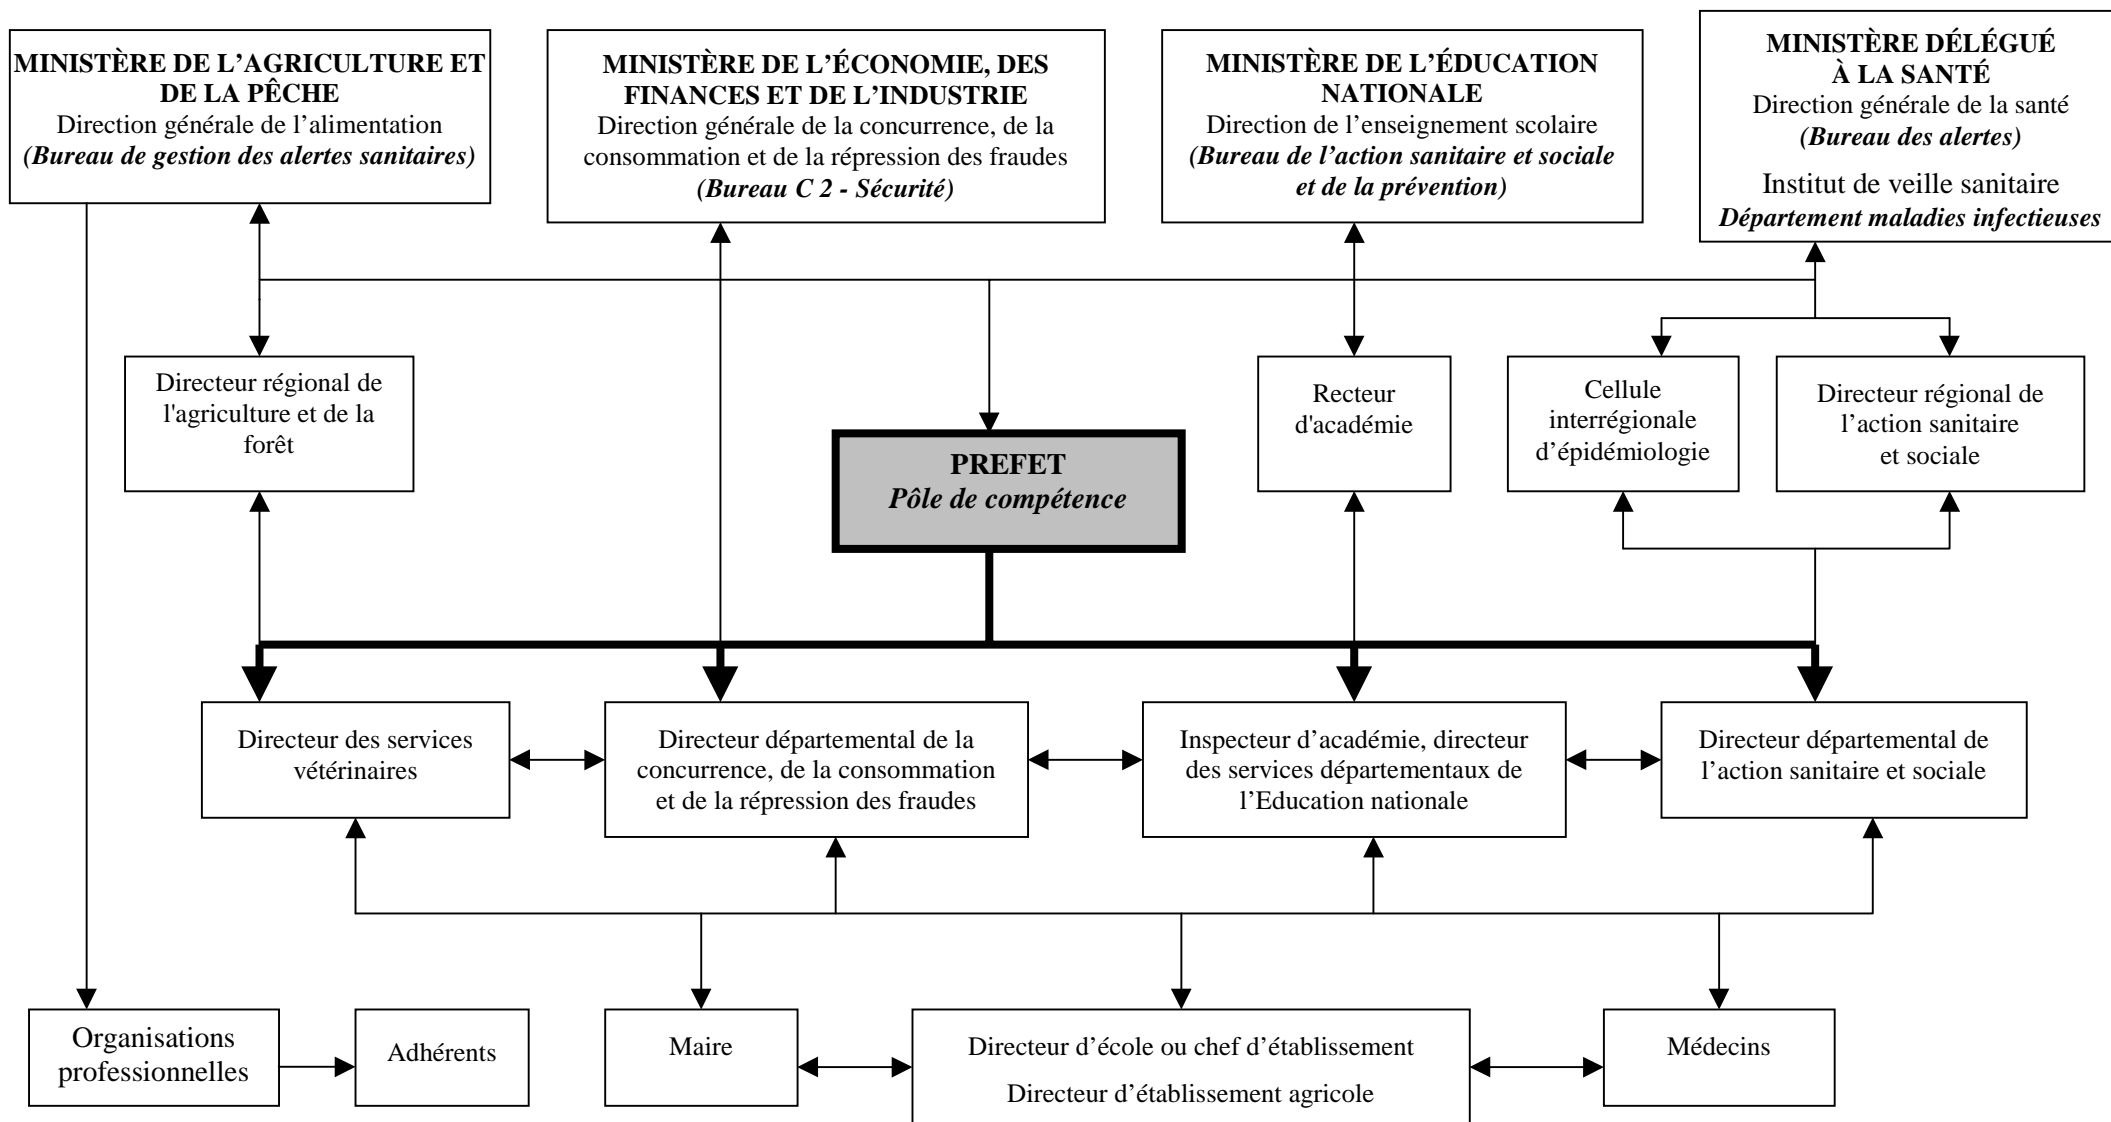 MINISTÈRE DE L’AGRICULTURE ET
DE LA PÊCHE
Direction générale de l’alimentation
(Bureau de gestion des alertes sanitaires)
MINISTÈRE DE L’ÉCONOMIE, DES
FINANCES ET DE L’INDUSTRIE
Direction générale de la concurrence, de la
consommation et de la répression des fraudes
(Bureau C 2 - Sécurité)
MINISTÈRE DE L’ÉDUCATION
NATIONALE
Direction de l’enseignement scolaire
(Bureau de l’action sanitaire et sociale
et de la prévention)
MINISTÈRE DÉLÉGUÉ
À LA SANTÉ
Direction générale de la santé
(Bureau des alertes)
Institut de veille sanitaire
Département maladies infectieuses
Directeur régional de
l'agriculture et de la
forêt
PREFET
Pôle de compétence
Recteur
d'académie
Cellule
interrégionale
d’épidémiologie
Directeur régional de
l’action sanitaire
et sociale
Directeur des services
vétérinaires
Directeur départemental de la
concurrence, de la consommation
et de la répression des fraudes
Inspecteur d’académie, directeur
des services départementaux de
l’Education nationale
Directeur départemental de
l’action sanitaire et sociale
Organisations
professionnelles
Adhérents
Maire
Directeur d’école ou chef d’établissement
Directeur d’établissement agricole
Médecins